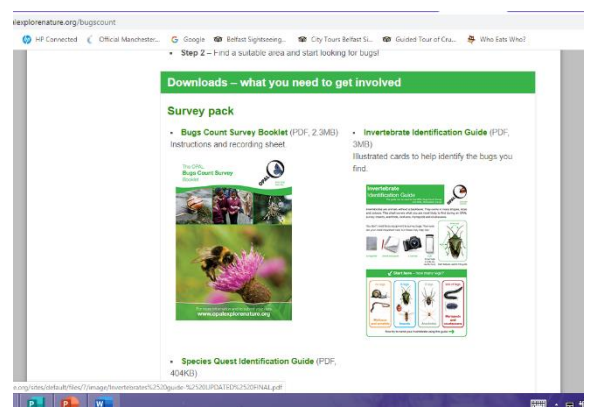 alexplorenature.org/bugscount
HP Connected Official Manchester... Google Belfast Sightseeing... City Tours Belfast Si... Guided Tour of Cru... Who Eats Who?
• Step 2 – Find a suitable area and start looking for bugs!
Downloads – what you need to get involved
Survey pack
• Bugs Count Survey Booklet (PDF, 2.3MB)
Instructions and recording sheet
The OPAL
Bugs Count Survey
Booklet
www.opalexplorenature.org
• Invertebrate Identification Guide (PDF,
3MB)
Illustrated cards to help identify the bugs you
find.
Invertebrate
Identification Guide
Start here
• Species Quest Identification Guide (PDF,
404KB)
e.org/sites/default/files/7/image/Invertebrates%2520guide-%2520UPDATED%2520FINAL.pdf